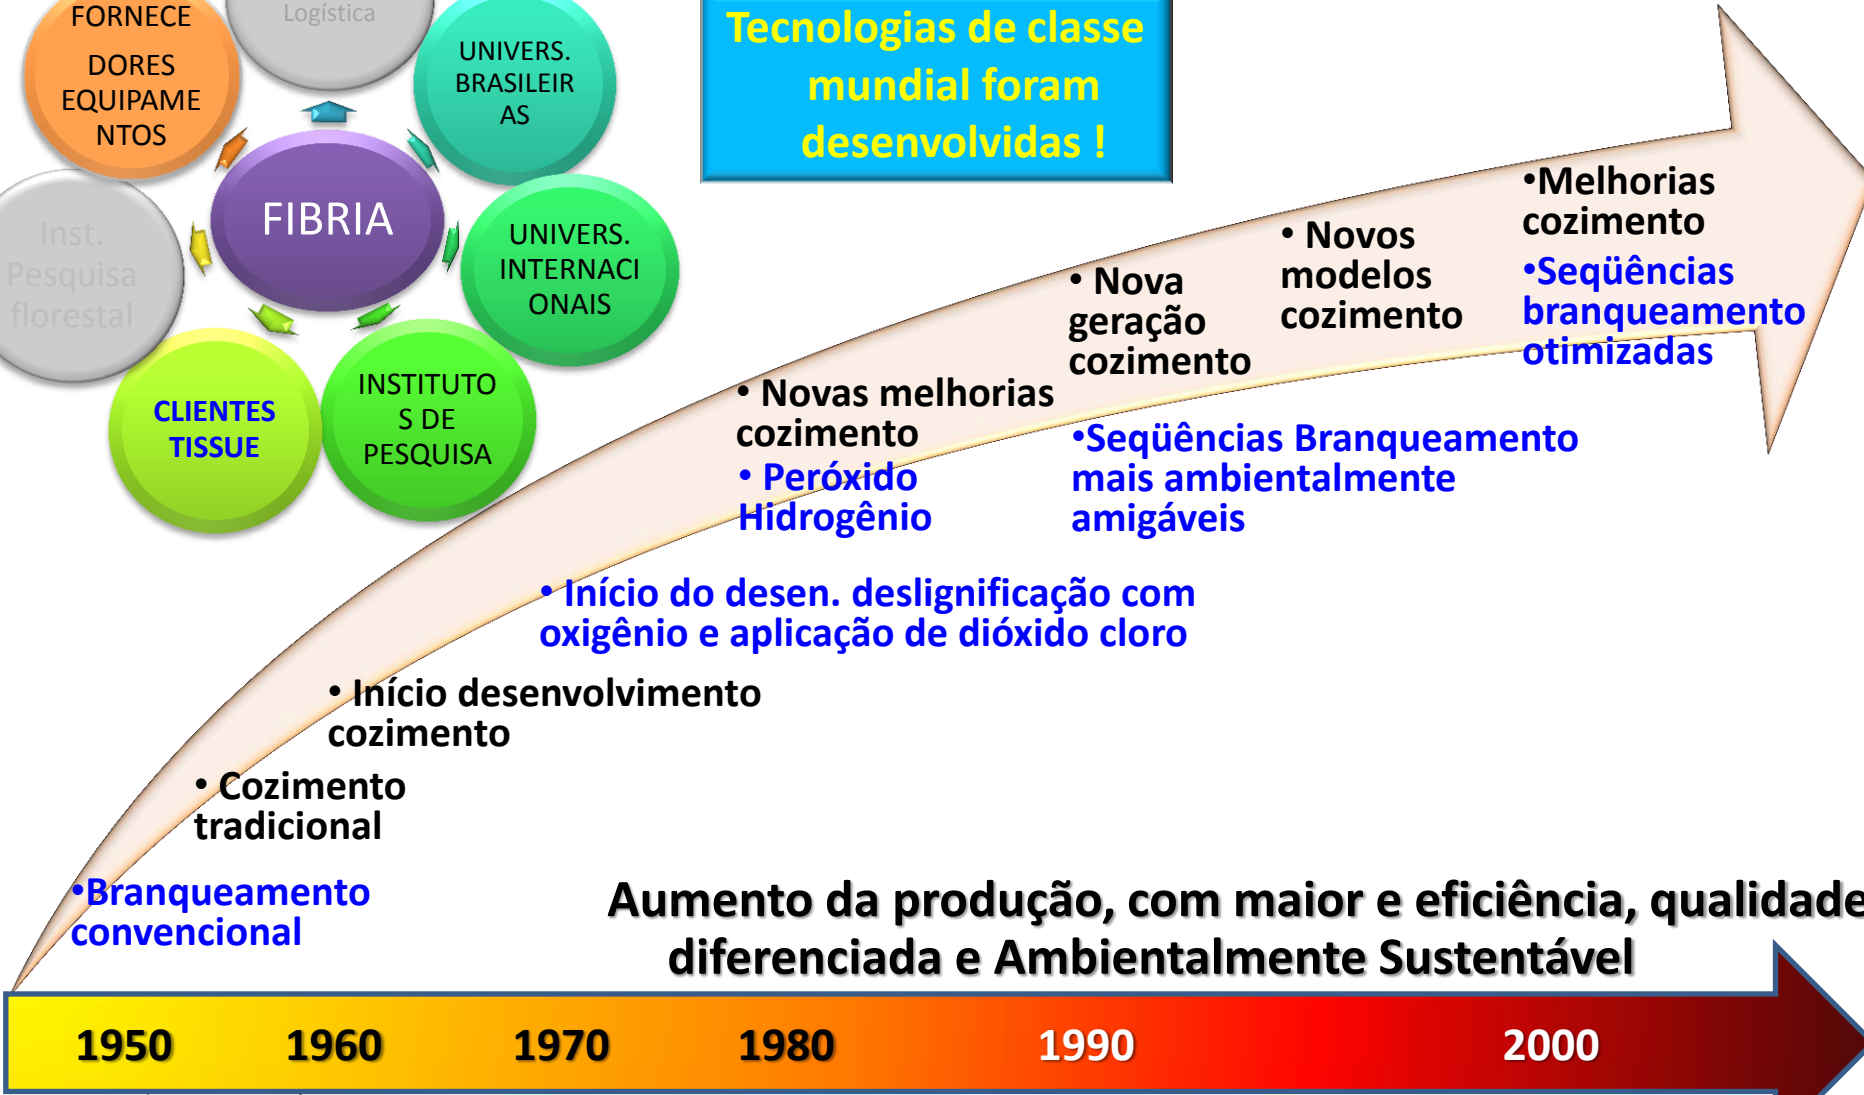 FORNECE
DORES
EQUIPAME
NTOS
Logística
UNIVERS.
BRASILEIR
AS
FIBRIA
Inst.
Pesquisa
florestal
UNIVERS.
INTERNACI
ONAIS
CLIENTES
TISSUE
INSTITUTO
S DE
PESQUISA
Tecnologias de classe
mundial foram
desenvolvidas !
•Melhorias
cozimento
•Seqüências
branqueamento
otimizadas
• Novos
modelos
cozimento
• Nova
geração
cozimento
•Seqüências Branqueamento
mais ambientalmente
amigáveis
• Novas melhorias
cozimento
• Peróxido
Hidrogênio
• Início do desen. deslignificação com
oxigênio e aplicação de dióxido cloro
• Início desenvolvimento
cozimento
• Cozimento
tradicional
•Branqueamento
convencional
Aumento da produção, com maior e eficiência, qualidade
diferenciada e Ambientalmente Sustentável
1950 1960 1970 1980 1990 2000